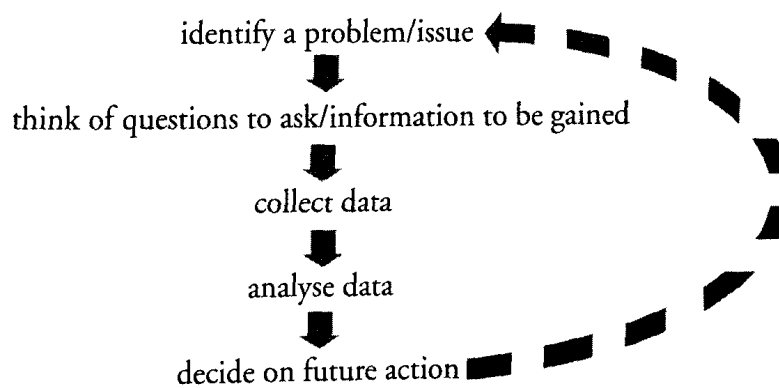 identify a problem/issue
think of questions to ask/information to be gained
collect data
analyse data
decide on future action